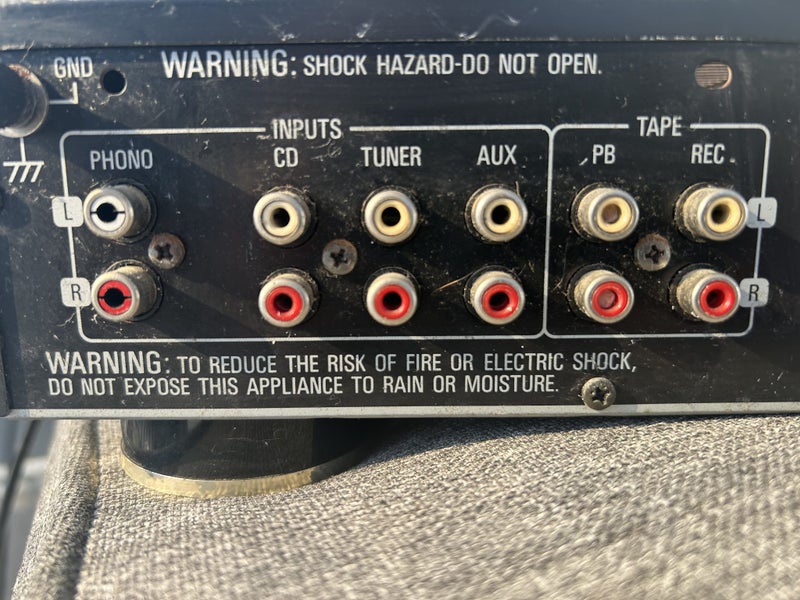 GND
WARNING: SHOCK HAZARD-DO NOT OPEN.
INPUTS
TAPE
PHONO CD TUNER AUX PB REC
L L
R R
WARNING: TO REDUCE THE RISK OF FIRE OR ELECTRIC SHOCK,
DO NOT EXPOSE THIS APPLIANCE TO RAIN OR MOISTURE.